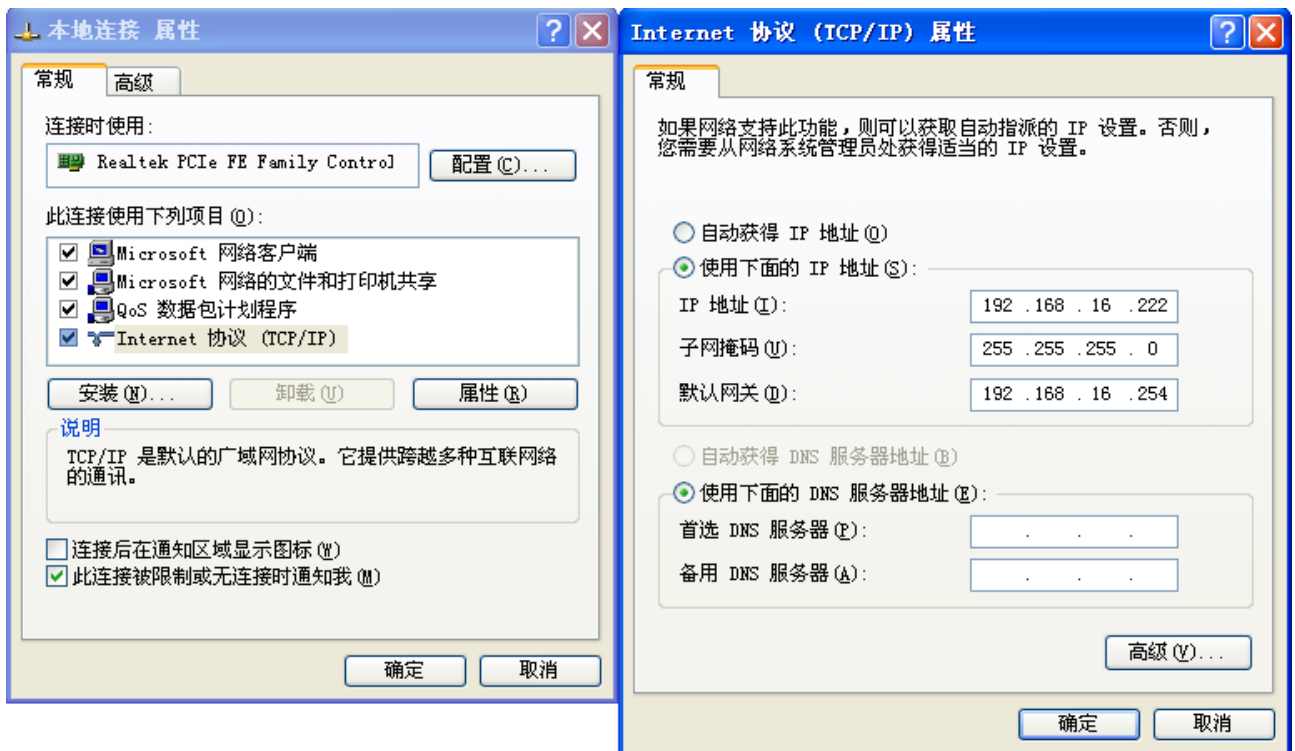 本地连接 属性
常规
高级
连接时使用:
Realtek PCIe FE Family Control
配置(C)...
此连接使用下列项目(O):
Microsoft 网络客户端
Microsoft 网络的文件和打印机共享
QoS 数据包计划程序
Internet 协议 (TCP/IP)
安装(N)...
卸载(U)
属性(R)
说明
TCP/IP 是默认的广域网协议。它提供跨越多种互联网络
的通讯。
连接后在通知区域显示图标(W)
此连接被限制或无连接时通知我(M)
确定
取消
Internet 协议 (TCP/IP) 属性
常规
如果网络支持此功能，则可以获取自动指派的 IP 设置。否则，
您需要从网络系统管理员处获得适当的 IP 设置。
自动获得 IP 地址(O)
使用下面的 IP 地址(S):
IP 地址(I): 192 .168 . 16 .222
子网掩码(U): 255 .255 .255 . 0
默认网关(D): 192 .168 . 16 .254
自动获得 DNS 服务器地址(B)
使用下面的 DNS 服务器地址(E):
首选 DNS 服务器(P): . . .
备用 DNS 服务器(A): . . .
高级(V)...
确定
取消